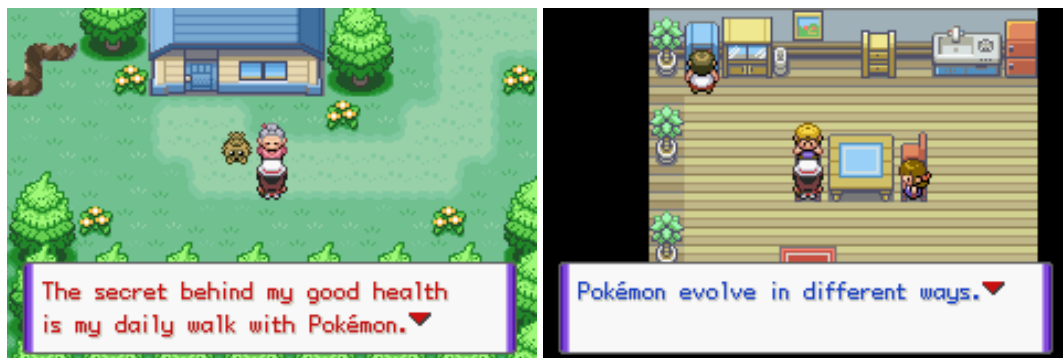 The secret behind my good health
is my daily walk with Pokémon.
Pokémon evolve in different ways.